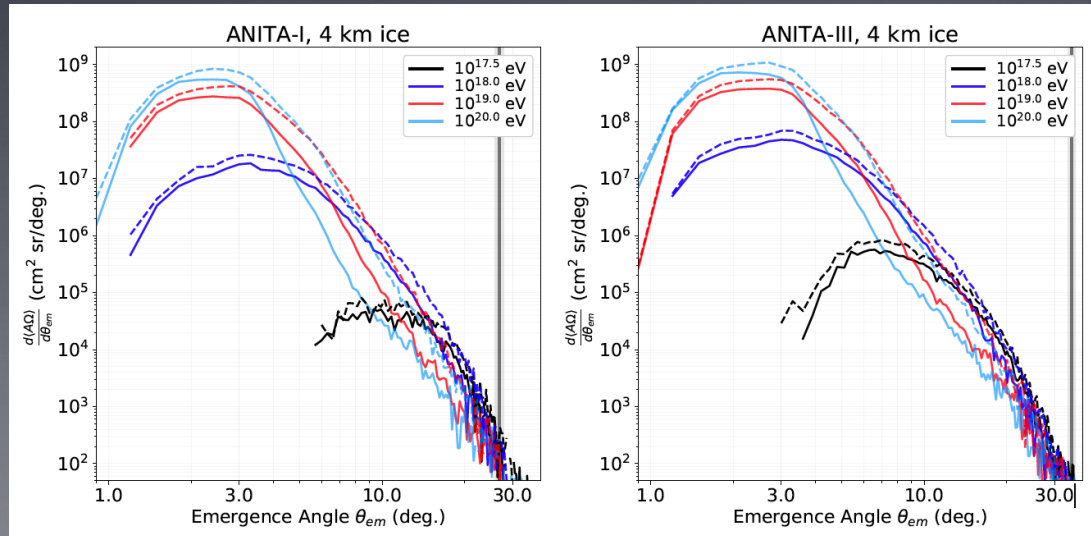 ANITA-I, 4 km ice
10^17.5 eV
10^18.0 eV
10^19.0 eV
10^20.0 eV
10^9
10^8
10^7
10^6
10^5
10^4
10^3
10^2
d(AΩ)/dθ_em (cm² sr/deg.)
1.0 3.0 10.0 30.0
Emergence Angle θ_em (deg.)
ANITA-III, 4 km ice
10^17.5 eV
10^18.0 eV
10^19.0 eV
10^20.0 eV
10^9
10^8
10^7
10^6
10^5
10^4
10^3
10^2
d(AΩ)/dθ_em (cm² sr/deg.)
1.0 3.0 10.0 30.0
Emergence Angle θ_em (deg.)